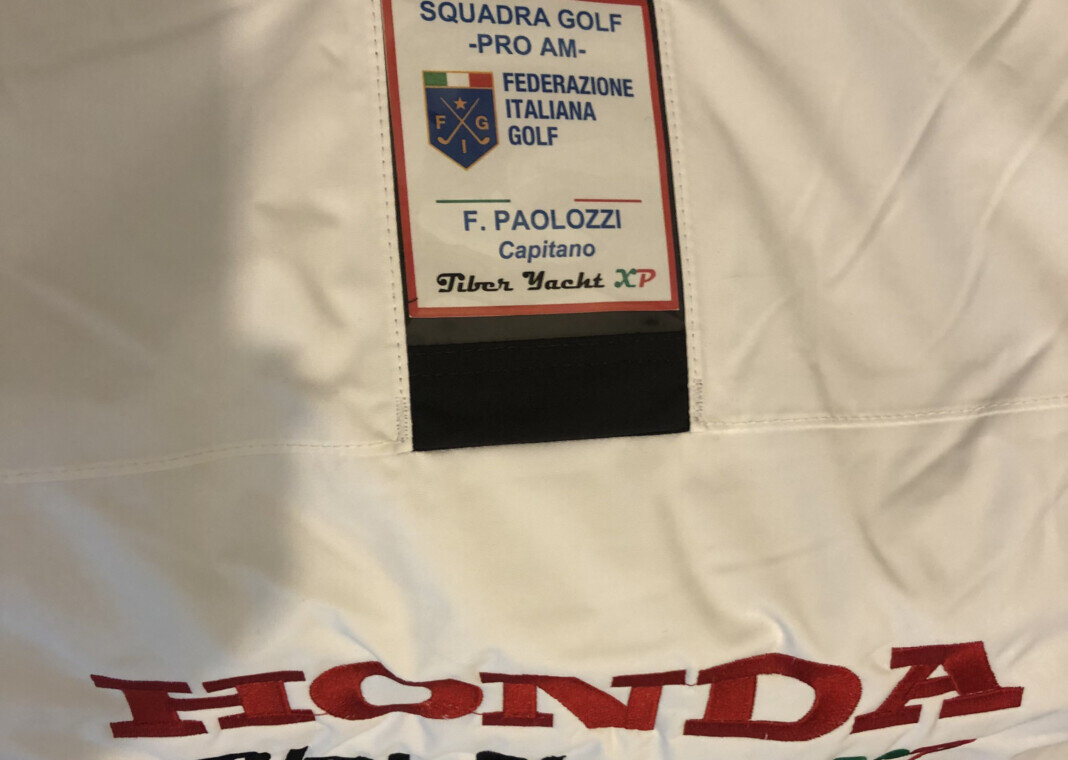 SQUADRA GOLF
-PRO AM-
FEDERAZIONE
ITALIANA
GOLF
F G
I
F. PAOLOZZI
Capitano
Tiber Yacht XP
HONDA